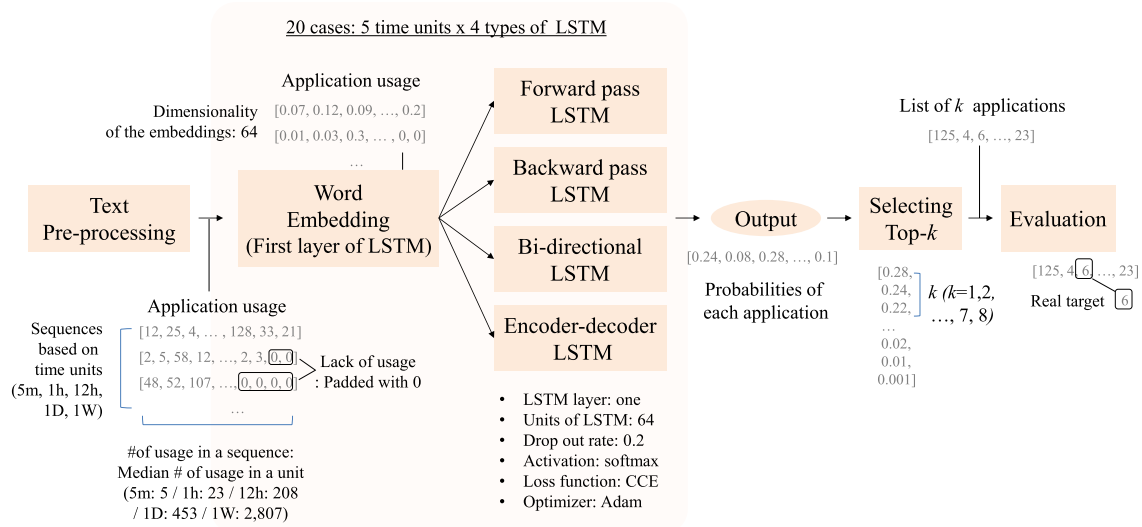 20 cases: 5 time units x 4 types of LSTM
Application usage
Dimensionality
of the embeddings: 64
[0.07, 0.12, 0.09, …, 0.2]
[0.01, 0.03, 0.3, … , 0, 0]
…
Text
Pre-processing
Word
Embedding
(First layer of LSTM)
Forward pass
LSTM
Backward pass
LSTM
Bi-directional
LSTM
Encoder-decoder
LSTM
Output
[0.24, 0.08, 0.28, …, 0.1]
Probabilities of
each application
Selecting
Top-k
[0.28,
0.24,
0.22,
…
0.02,
0.01,
0.001]
k (k=1,2,
…, 7, 8)
List of k applications
[125, 4, 6, …, 23]
Evaluation
[125, 4, 6, …, 23]
Real target
6
Application usage
Sequences
based on
time units
(5m, 1h, 12h,
1D, 1W)
[12, 25, 4, … , 128, 33, 21]
[2, 5, 58, 12, …, 2, 3, 0, 0]
[48, 52, 107, …, 0, 0, 0, 0]
…
Lack of usage
: Padded with 0
#of usage in a sequence:
Median # of usage in a unit
(5m: 5 / 1h: 23 / 12h: 208
/ 1D: 453 / 1W: 2,807)
• LSTM layer: one
• Units of LSTM: 64
• Drop out rate: 0.2
• Activation: softmax
• Loss function: CCE
• Optimizer: Adam